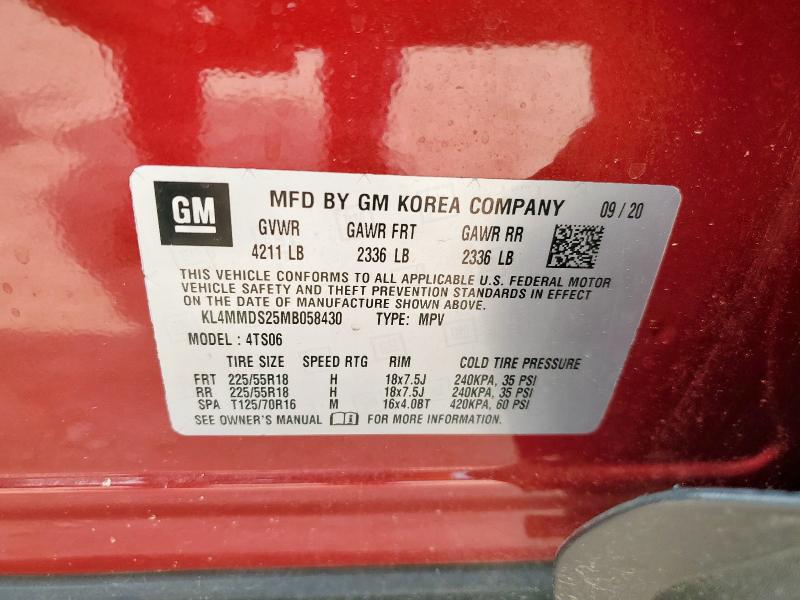 GM MFD BY GM KOREA COMPANY 09/20
GVWR GAWR FRT GAWR RR
4211 LB 2336 LB 2336 LB
THIS VEHICLE CONFORMS TO ALL APPLICABLE U.S. FEDERAL MOTOR
VEHICLE SAFETY AND THEFT PREVENTION STANDARDS IN EFFECT
ON THE DATE OF MANUFACTURE SHOWN ABOVE.
KL4MMDS25MB058430 TYPE: MPV
MODEL: 4TS06
TIRE SIZE SPEED RTG RIM COLD TIRE PRESSURE
FRT 225/55R18 H 18x7.5J 240KPA, 35 PSI
RR 225/55R18 H 18x7.5J 240KPA, 35 PSI
SPA T125/70R16 M 16x4.0BT 420KPA, 60 PSI
SEE OWNER'S MANUAL FOR MORE INFORMATION.